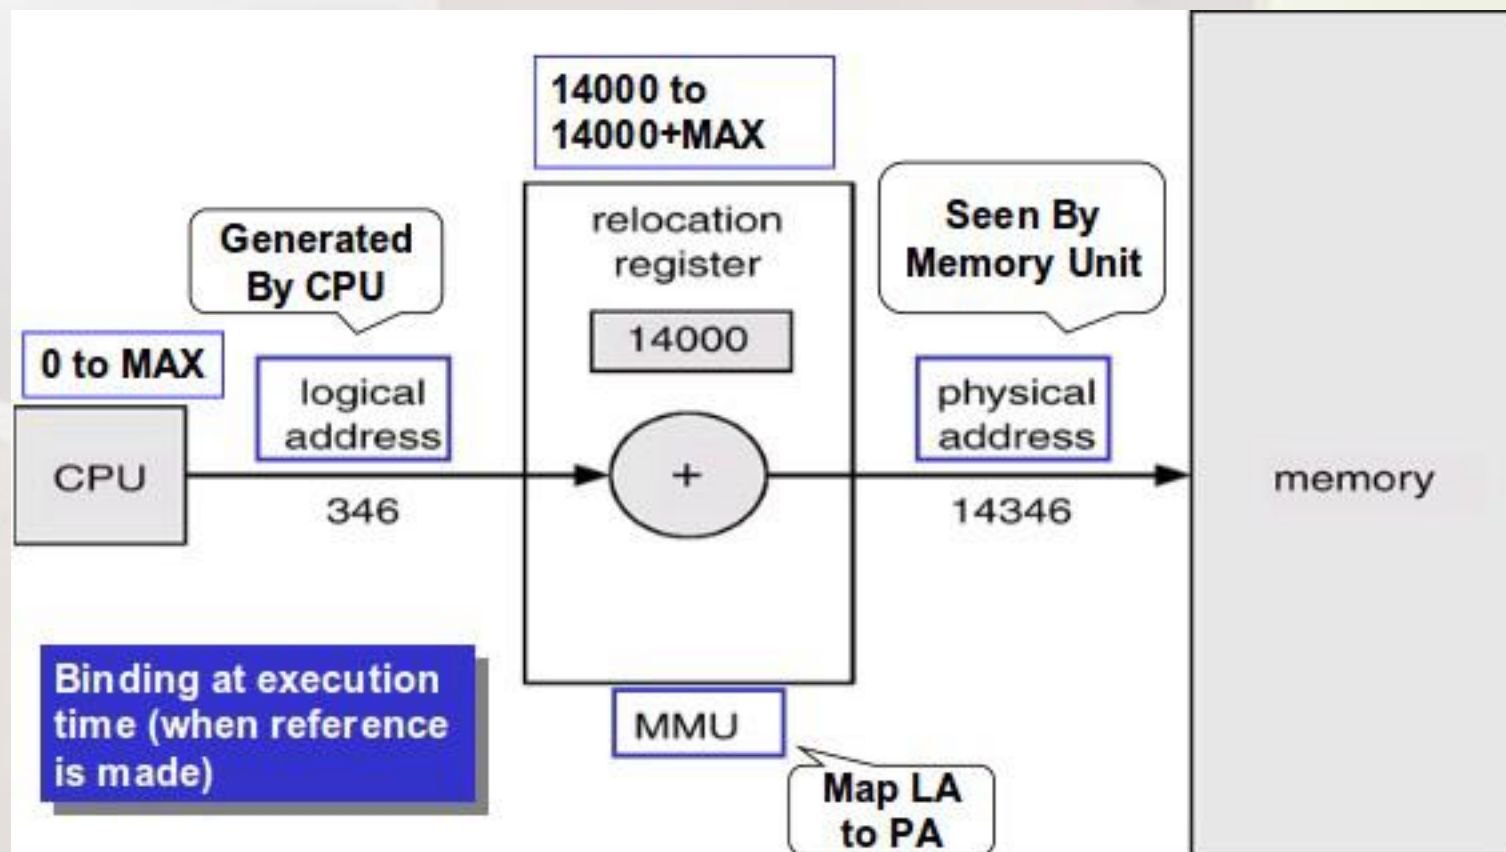 14000 to
14000+MAX
Generated
By CPU
relocation
register
Seen By
Memory Unit
14000
0 to MAX
logical
address
physical
address
CPU
+
memory
346
14346
Binding at execution
time (when reference
is made)
MMU
Map LA
to PA